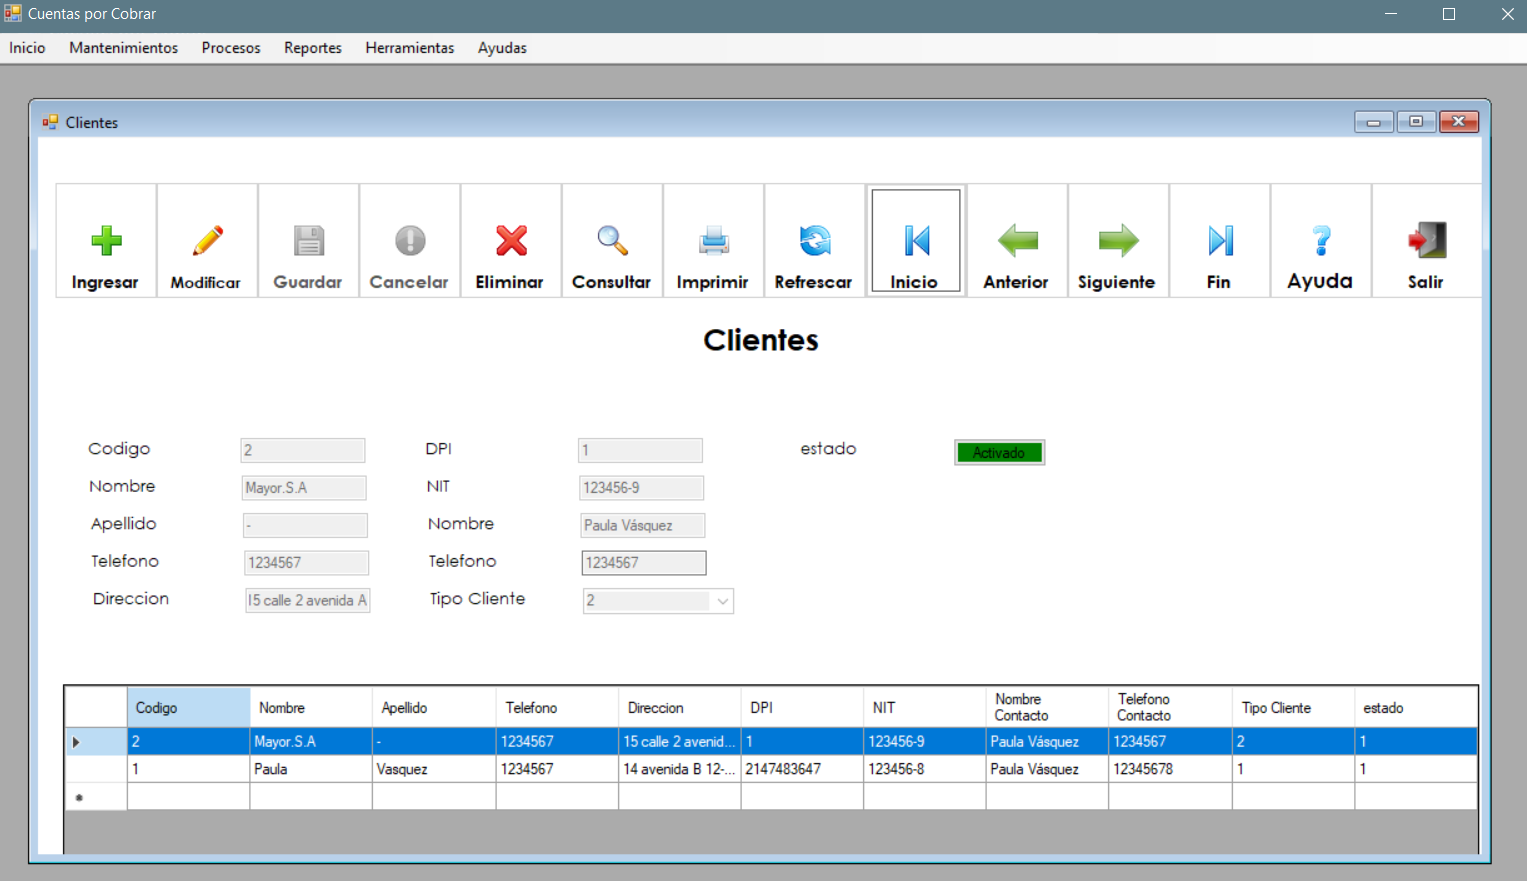 Cuentas por Cobrar
Inicio Mantenimientos Procesos Reportes Herramientas Ayudas
Clientes
Ingresar Modificar Guardar Cancelar Eliminar Consultar Imprimir Refrescar Inicio Anterior Siguiente Fin Ayuda Salir
Clientes
Codigo 2 DPI 1 estado Activado
Nombre Mayor.S.A NIT 123456-9
Apellido - Nombre Paula Vásquez
Telefono 1234567 Telefono 1234567
Direccion 15 calle 2 avenida A Tipo Cliente 2
Codigo Nombre Apellido Telefono Direccion DPI NIT Nombre Contacto Telefono Contacto Tipo Cliente estado
2 Mayor.S.A - 1234567 15 calle 2 avenid... 1 123456-9 Paula Vásquez 1234567 2 1
1 Paula Vasquez 1234567 14 avenida B 12-... 2147483647 123456-8 Paula Vásquez 12345678 1 1